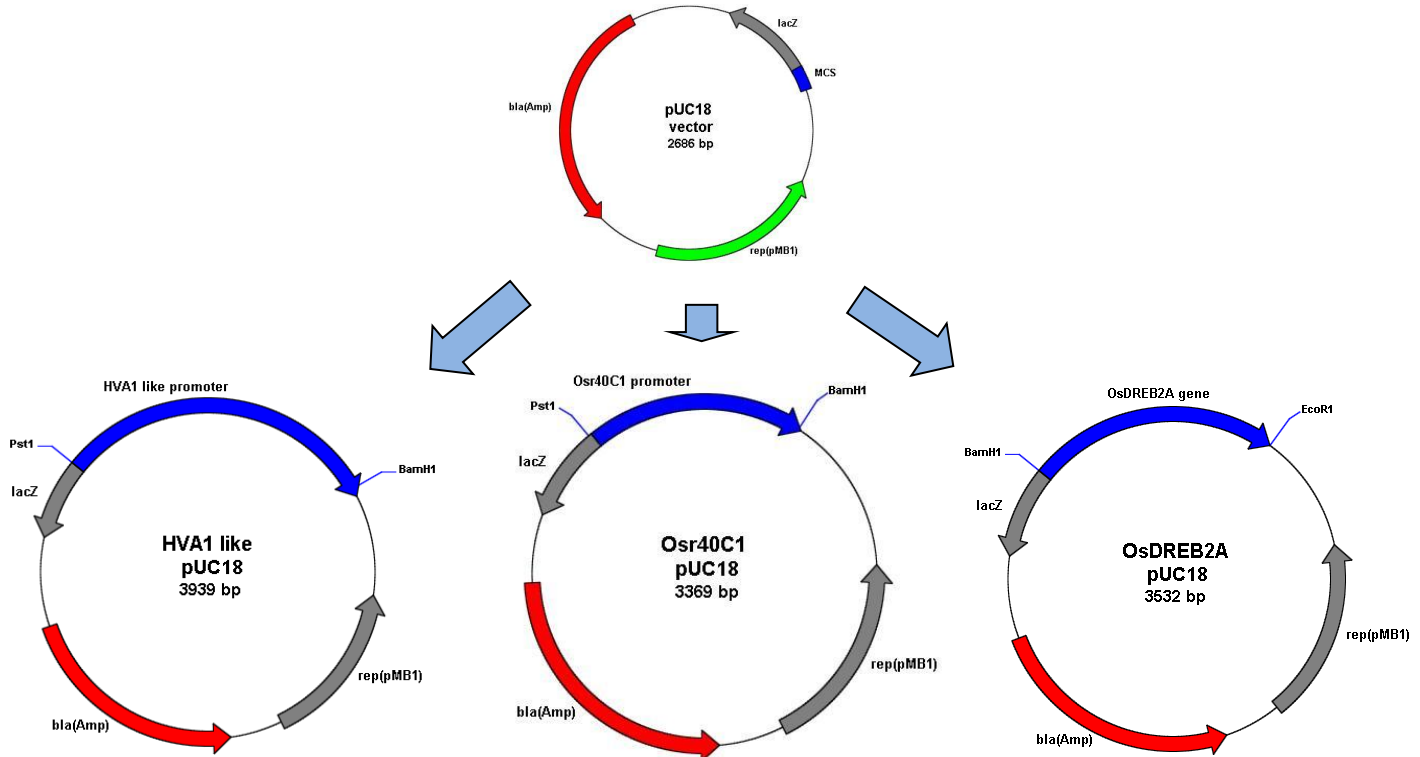 lacZ
MCS
bla(Amp)
pUC18
vector
2686 bp
rep(pMB1)
HVA1 like promoter
Pst1
BamH1
lacZ
HVA1 like
pUC18
3939 bp
rep(pMB1)
bla(Amp)
Osr40C1 promoter
Pst1
BamH1
lacZ
Osr40C1
pUC18
3369 bp
rep(pMB1)
bla(Amp)
OsDREB2A gene
EcoR1
BamH1
lacZ
OsDREB2A
pUC18
3532 bp
rep(pMB1)
bla(Amp)